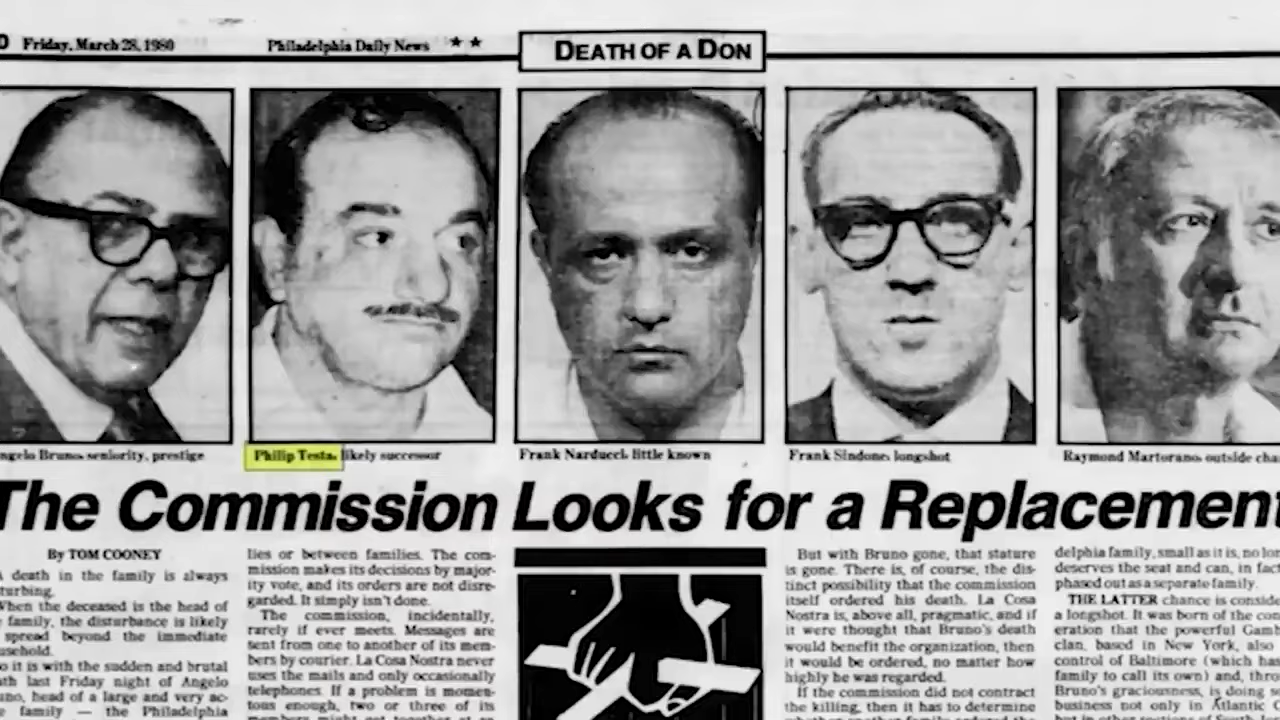 Friday, March 28, 1980
Philadelphia Daily News ★ ★
DEATH OF A DON
ngelo Bruno: seniority, prestige
Philip Testa: likely successor
Frank Narducci: little known
Frank Sindone: longshot
Raymond Martorano: outside cha
The Commission Looks for a Replacement
By TOM COONEY
A death in the family is always
turbing.
When the deceased is the head of
family, the disturbance is likely
spread beyond the immediate
usehold.
o it is with the sudden and brutal
ath last Friday night of Angelo
uno, head of a large and very ac-
e family — the Philadelphia
lies or between families. The com-
mission makes its decisions by major-
ity vote, and its orders are not disre-
garded. It simply isn't done.
The commission, incidentally,
rarely if ever meets. Messages are
sent from one to another of its mem-
bers by courier. La Cosa Nostra never
uses the mails and only occasionally
telephones. If a problem is momen-
tous enough, two or three of its
members might get together at
But with Bruno gone, that stature
is gone. There is, of course, the dis-
tinct possibility that the commission
itself ordered his death. La Cosa
Nostra is, above all, pragmatic, and if
it were thought that Bruno's death
would benefit the organization, then
it would be ordered, no matter how
highly he was regarded.
If the commission did not contract
the killing, then it has to determine
whether another family ordered the
delphia family, small as it is, no lon
deserves the seat and can, in fact
phased out as a separate family.
THE LATTER chance is conside
a longshot. It was born of the con
eration that the powerful Gamb
clan, based in New York, also
control of Baltimore (which has
family to call its own) and, thro
Bruno's graciousness, is doing s
business not only in Atlantic C